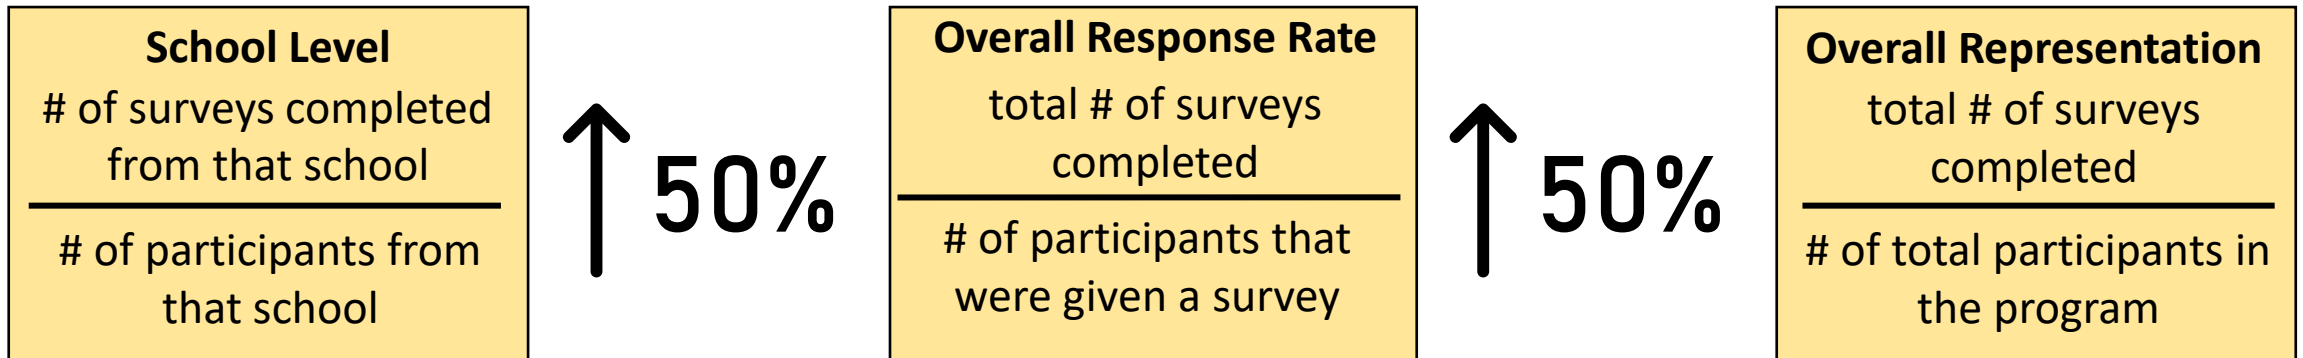 School Level
# of surveys completed
from that school
# of participants from
that school
50%
Overall Response Rate
total # of surveys
completed
# of participants that
were given a survey
50%
Overall Representation
total # of surveys
completed
# of total participants in
the program